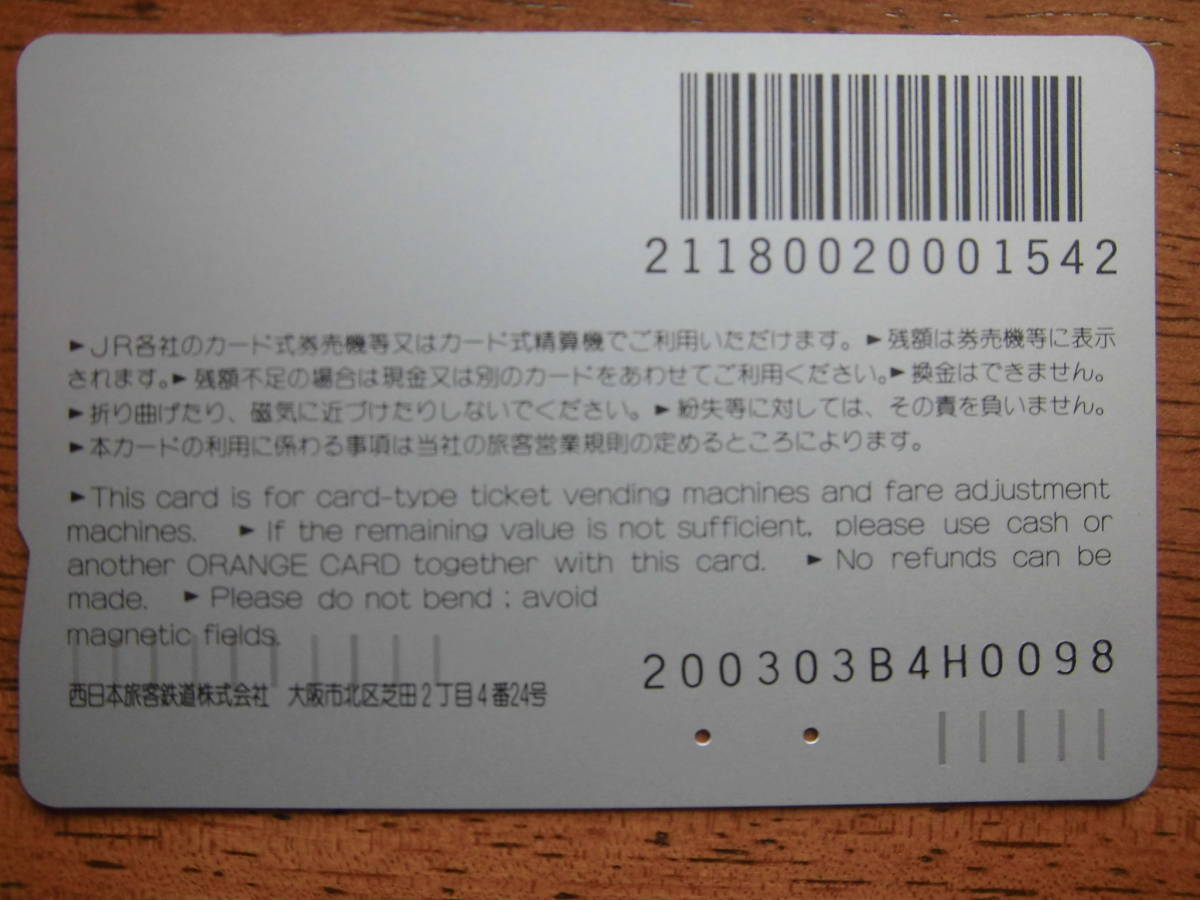 21180020001542
►JR各社のカード式券売機等又はカード式精算機でご利用いただけます。►残額は券売機等に表示
されます。►残額不足の場合は現金又は別のカードをあわせてご利用ください。►換金はできません。
►折り曲げたり、磁気に近づけたりしないでください。►紛失等に対しては、その責を負いません。
►本カードの利用に係わる事項は当社の旅客営業規則の定めるところによります。
►This card is for card-type ticket vending machines and fare adjustment
machines. ►If the remaining value is not sufficient, please use cash or
another ORANGE CARD together with this card. ►No refunds can be
made. ►Please do not bend ; avoid
magnetic fields.
200303B4H0098
西日本旅客鉄道株式会社 大阪市北区芝田2丁目4番24号